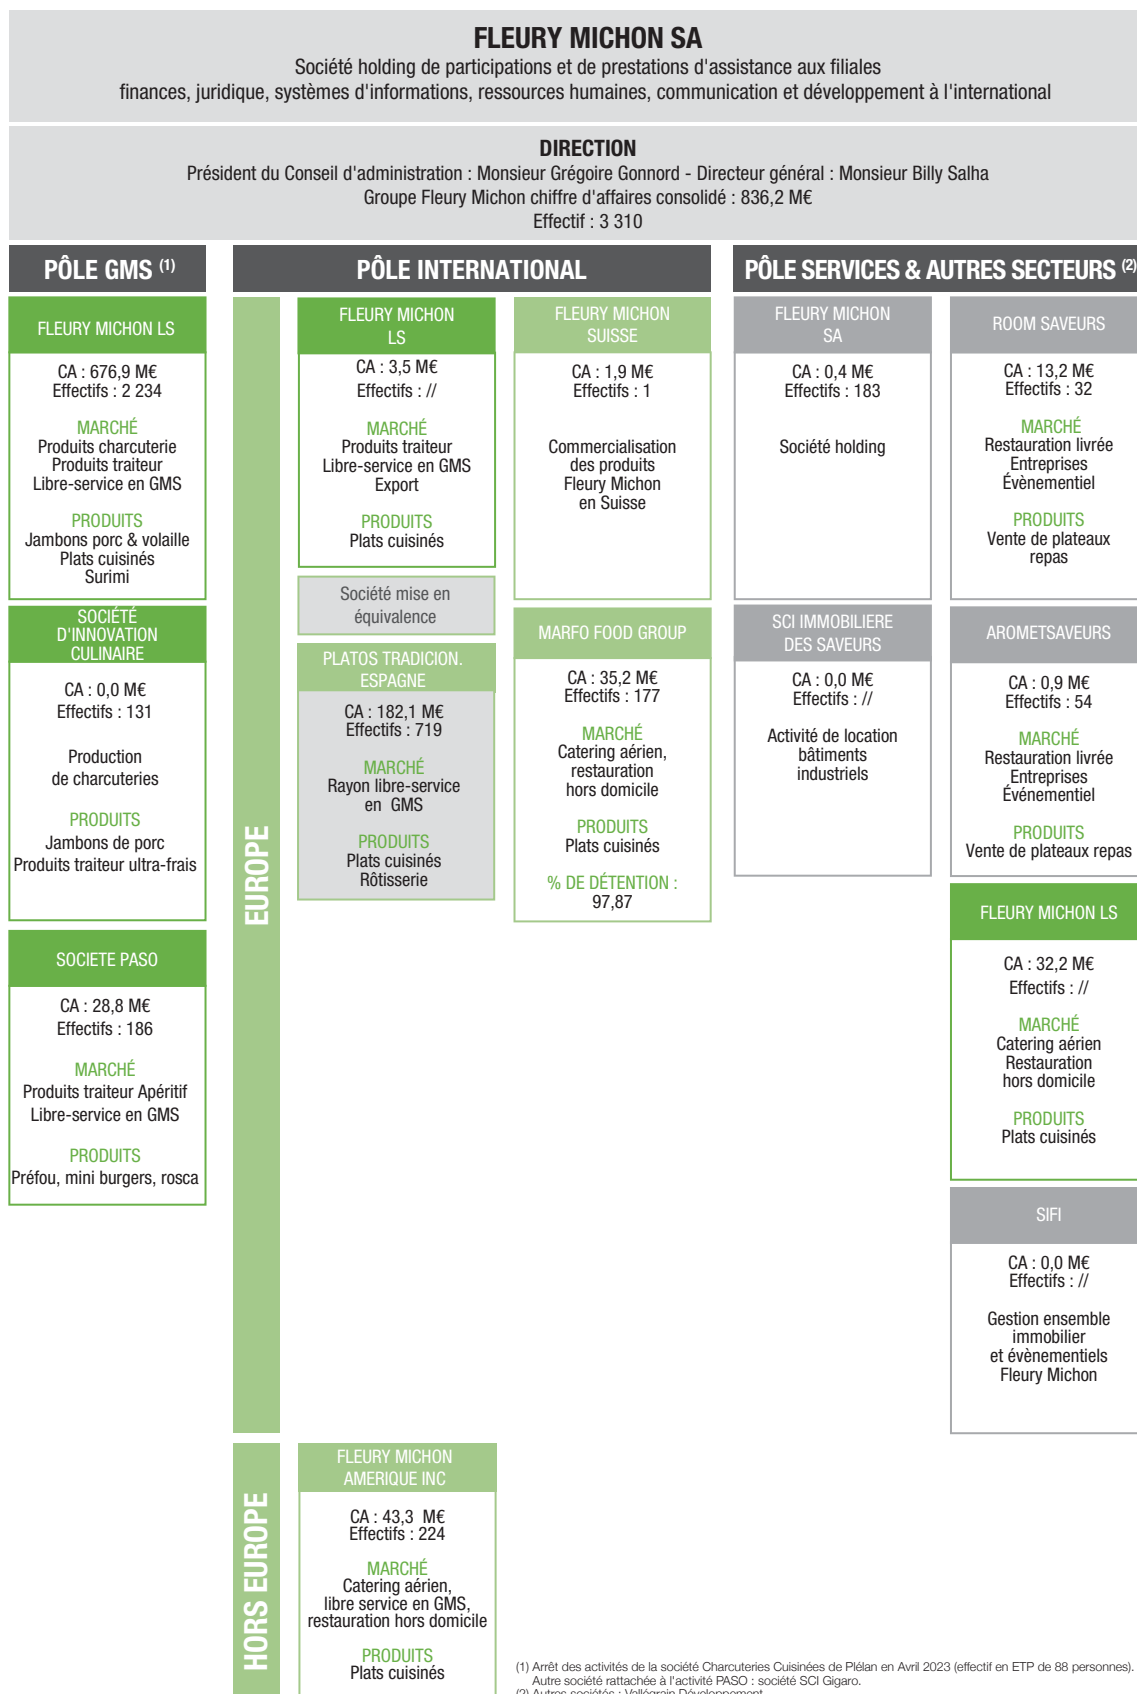 FLEURY MICHON SA
Société holding de participations et de prestations d'assistance aux filiales
finances, juridique, systèmes d'informations, ressources humaines, communication et développement à l'international
DIRECTION
Président du Conseil d'administration : Monsieur Grégoire Gonnord - Directeur général : Monsieur Billy Salha
Groupe Fleury Michon chiffre d'affaires consolidé : 836,2 M€
Effectif : 3 310
PÔLE GMS (1)
FLEURY MICHON LS
CA : 676,9 M€
Effectifs : 2 234
MARCHÉ
Produits charcuterie
Produits traiteur
Libre-service en GMS
PRODUITS
Jambons porc & volaille
Plats cuisinés
Surimi
SOCIÉTÉ
D'INNOVATION
CULINAIRE
CA : 0,0 M€
Effectifs : 131
Production
de charcuteries
PRODUITS
Jambons de porc
Produits traiteur ultra-frais
SOCIETE PASO
CA : 28,8 M€
Effectifs : 186
MARCHÉ
Produits traiteur Apéritif
Libre-service en GMS
PRODUITS
Préfou, mini burgers, rosca
PÔLE INTERNATIONAL
EUROPE
FLEURY MICHON
LS
CA : 3,5 M€
Effectifs : //
MARCHÉ
Produits traiteur
Libre-service en GMS
Export
PRODUITS
Plats cuisinés
Société mise en
équivalence
PLATOS TRADICION.
ESPAGNE
CA : 182,1 M€
Effectifs : 719
MARCHÉ
Rayon libre-service
en GMS
PRODUITS
Plats cuisinés
Rôtisserie
FLEURY MICHON
SUISSE
CA : 1,9 M€
Effectifs : 1
Commercialisation
des produits
Fleury Michon
en Suisse
MARFO FOOD GROUP
CA : 35,2 M€
Effectifs : 177
MARCHÉ
Catering aérien,
restauration
hors domicile
PRODUITS
Plats cuisinés
% DE DÉTENTION :
97,87
HORS EUROPE
FLEURY MICHON
AMERIQUE INC
CA : 43,3 M€
Effectifs : 224
MARCHÉ
Catering aérien,
libre service en GMS,
restauration hors domicile
PRODUITS
Plats cuisinés
PÔLE SERVICES & AUTRES SECTEURS (2)
FLEURY MICHON
SA
CA : 0,4 M€
Effectifs : 183
Société holding
SCI IMMOBILIERE
DES SAVEURS
CA : 0,0 M€
Effectifs : //
Activité de location
bâtiments
industriels
ROOM SAVEURS
CA : 13,2 M€
Effectifs : 32
MARCHÉ
Restauration livrée
Entreprises
Évènementiel
PRODUITS
Vente de plateaux
repas
AROMETSAVEURS
CA : 0,9 M€
Effectifs : 54
MARCHÉ
Restauration livrée
Entreprises
Événementiel
PRODUITS
Vente de plateaux repas
FLEURY MICHON LS
CA : 32,2 M€
Effectifs : //
MARCHÉ
Catering aérien
Restauration
hors domicile
PRODUITS
Plats cuisinés
SIFI
CA : 0,0 M€
Effectifs : //
Gestion ensemble
immobilier
et évènementiels
Fleury Michon
(1) Arrêt des activités de la société Charcuteries Cuisinées de Plélan en Avril 2023 (effectif en ETP de 88 personnes).
Autre société rattachée à l'activité PASO : société SCI Gigaro.
(2) Autres sociétés : Vallégrain Développement